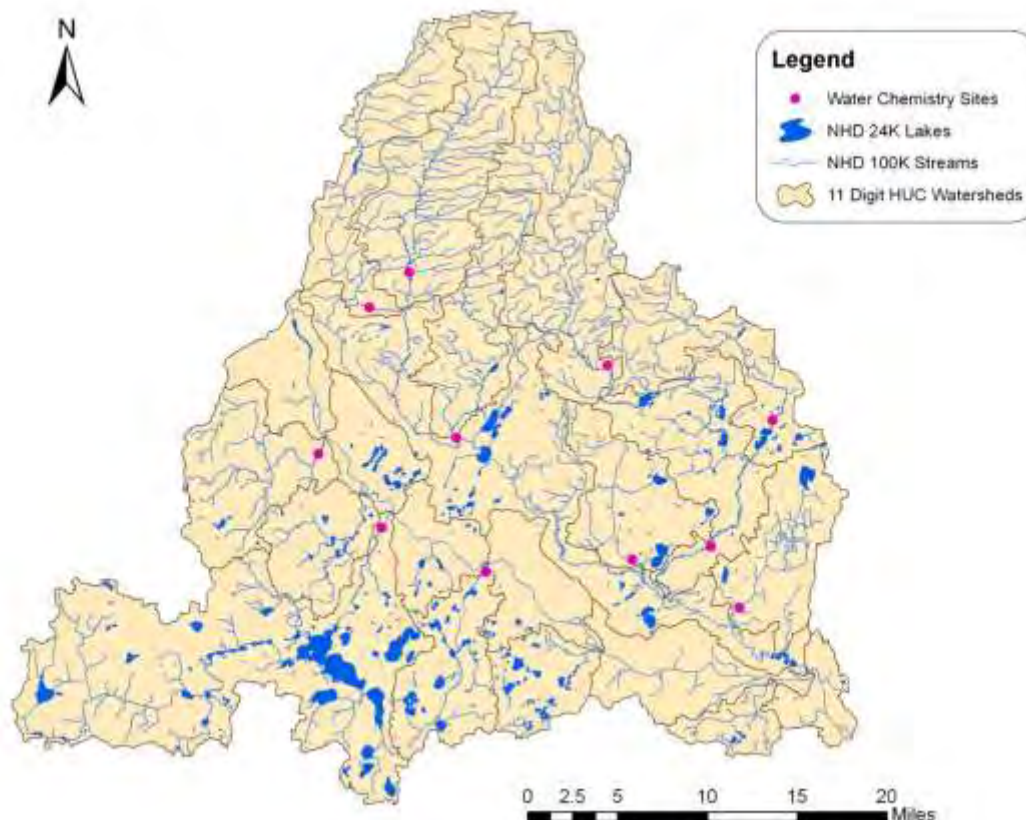 N
Legend
Water Chemistry Sites
NHD 24K Lakes
NHD 100K Streams
11 Digit HUC Watersheds
0 2.5 5 10 15 20
Miles